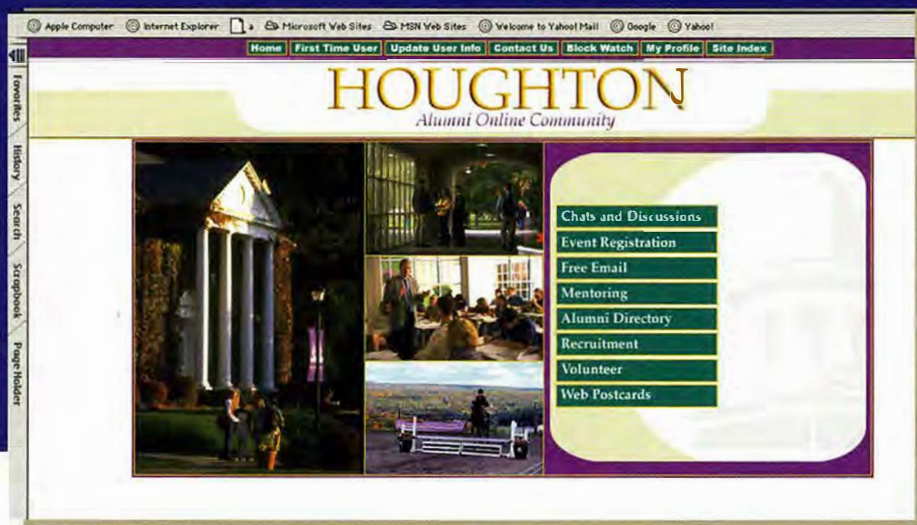 Apple Computer Internet Explorer a Microsoft Web Sites MSN Web Sites Welcome to Yahoo! Mail Google Yahoo!
Home First Time User Update User Info Contact Us Block Watch My Profile Site Index
HOUGHTON
Alumni Online Community
Favorites
History
Search
Scrapbook
Page Holder
Chats and Discussions
Event Registration
Free Email
Mentoring
Alumni Directory
Recruitment
Volunteer
Web Postcards